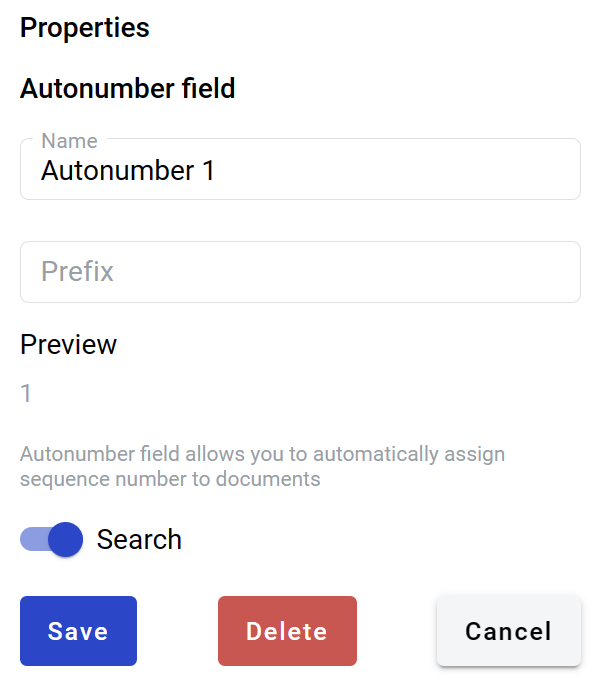 Properties
Autonumber field
Name
Autonumber 1
Prefix
Preview
1
Autonumber field allows you to automatically assign
sequence number to documents
Search
Save Delete Cancel